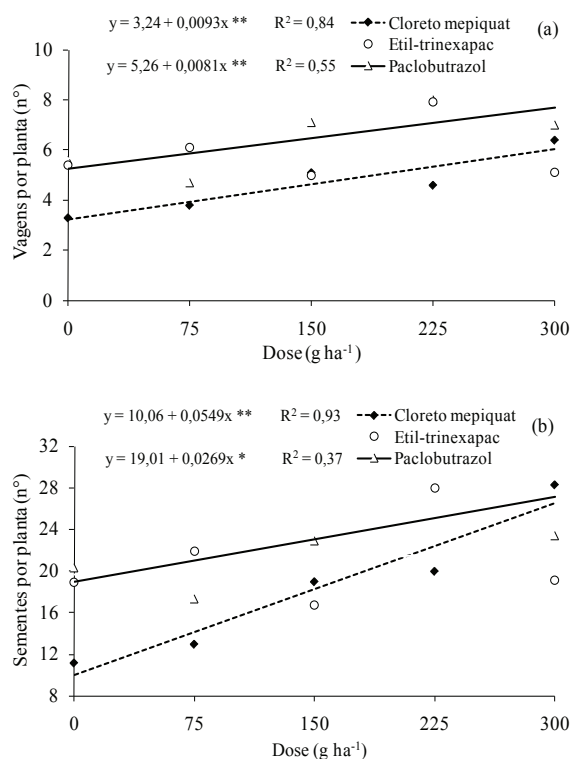 y = 3,24 + 0,0093x ** R² = 0,84 Cloreto mepiquat (a)
Etil-trinexapac
y = 5,26 + 0,0081x ** R² = 0,55 Paclobutrazol
10
8
6
4
2
0
Vagens por planta (n°)
0 75 150 225 300
Dose (g ha⁻¹)
y = 10,06 + 0,0549x ** R² = 0,93 Cloreto mepiquat (b)
Etil-trinexapac
y = 19,01 + 0,0269x * R² = 0,37 Paclobutrazol
32
28
24
20
16
12
8
Sementes por planta (n°)
0 75 150 225 300
Dose (g ha⁻¹)